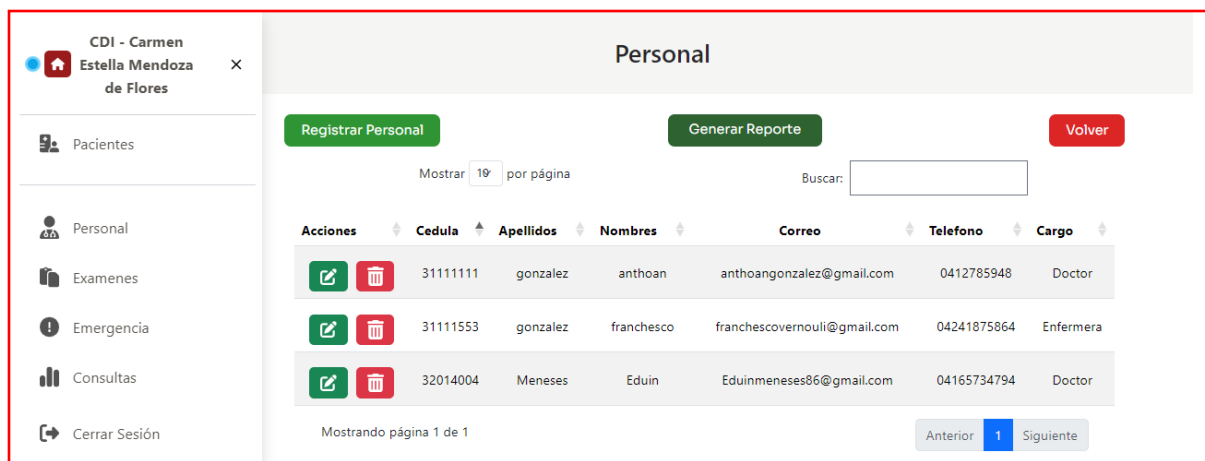 CDI - Carmen
Estella Mendoza
de Flores
Pacientes
Personal
Examenes
Emergencia
Consultas
Cerrar Sesión
Personal
Registrar Personal Generar Reporte Volver
Mostrar 10 por página Buscar:
Acciones Cedula Apellidos Nombres Correo Telefono Cargo
31111111 gonzalez anthoan anthoangonzalez@gmail.com 0412785948 Doctor
31111553 gonzalez franchesco franchescovernouli@gmail.com 04241875864 Enfermera
32014004 Meneses Eduin Eduinmeneses86@gmail.com 04165734794 Doctor
Mostrando página 1 de 1 Anterior 1 Siguiente